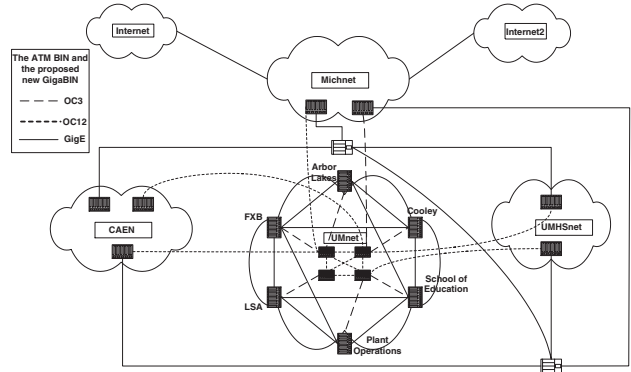 Internet
Internet2
The ATM BIN and
the proposed
new GigaBIN
OC3
OC12
GigE
Michnet
Arbor
Lakes
FXB
Cooley
/UMnet
CAEN
UMHSnet
LSA
School of
Education
Plant
Operations